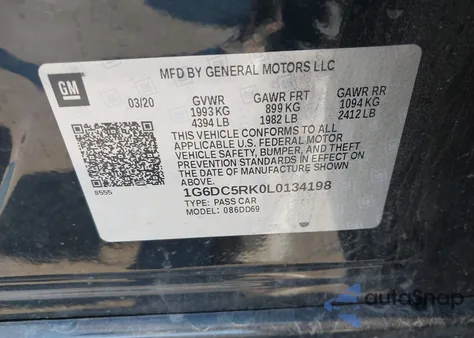 MFD BY GENERAL MOTORS LLC
GM
03/20 GVWR GAWR FRT GAWR RR
1993 KG 899 KG 1094 KG
4394 LB 1982 LB 2412 LB
THIS VEHICLE CONFORMS TO ALL
APPLICABLE U.S. FEDERAL MOTOR
VEHICLE SAFETY, BUMPER, AND THEFT
PREVENTION STANDARDS IN EFFECT ON
THE DATE OF MANUFACTURE SHOWN
ABOVE.
1G6DC5RK0L0134198
TYPE: PASS CAR
MODEL: 086DD69
8555
autoSnap